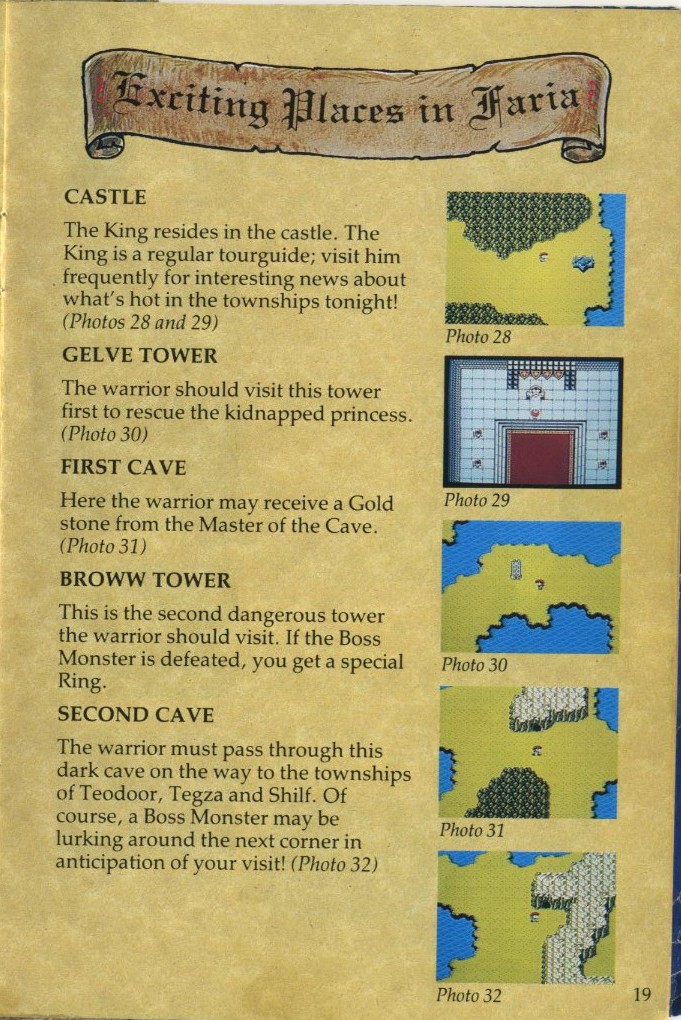 Exciting Places in Faria
CASTLE
The King resides in the castle. The
King is a regular tourguide; visit him
frequently for interesting news about
what's hot in the townships tonight!
(Photos 28 and 29)
GELVE TOWER
The warrior should visit this tower
first to rescue the kidnapped princess.
(Photo 30)
FIRST CAVE
Here the warrior may receive a Gold
stone from the Master of the Cave.
(Photo 31)
BROWW TOWER
This is the second dangerous tower
the warrior should visit. If the Boss
Monster is defeated, you get a special
Ring.
SECOND CAVE
The warrior must pass through this
dark cave on the way to the townships
of Teodoor, Tegza and Shilf. Of
course, a Boss Monster may be
lurking around the next corner in
anticipation of your visit! (Photo 32)
Photo 28
Photo 29
Photo 30
Photo 31
Photo 32
19